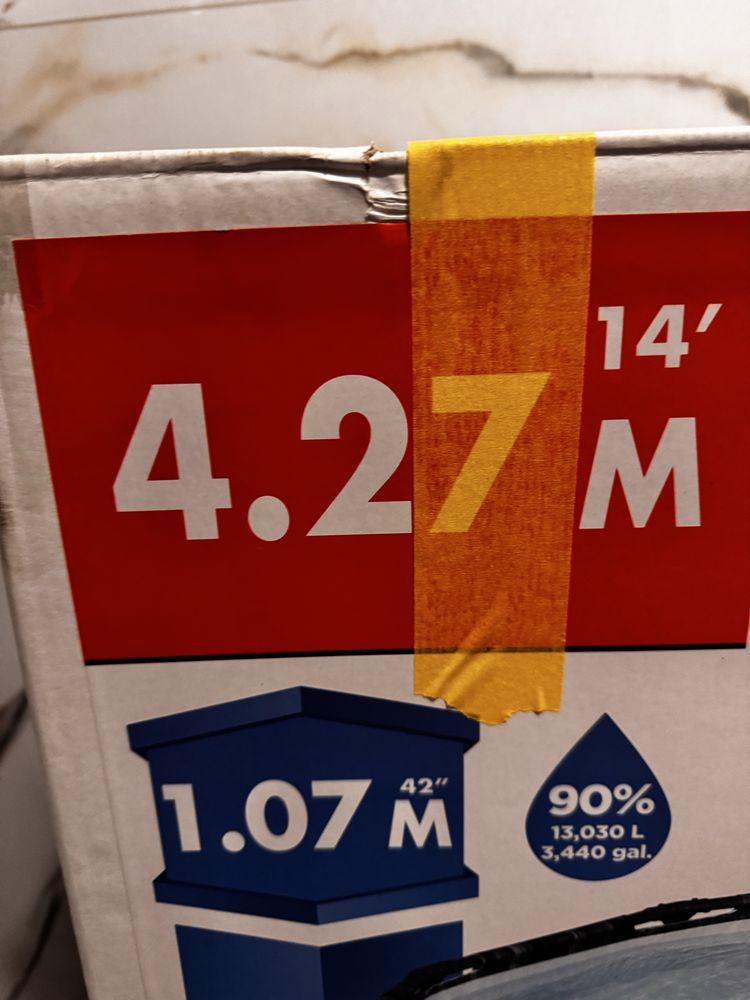 14′
4.27 M
42″
1.07 M
90%
13,030 L
3,440 gal.